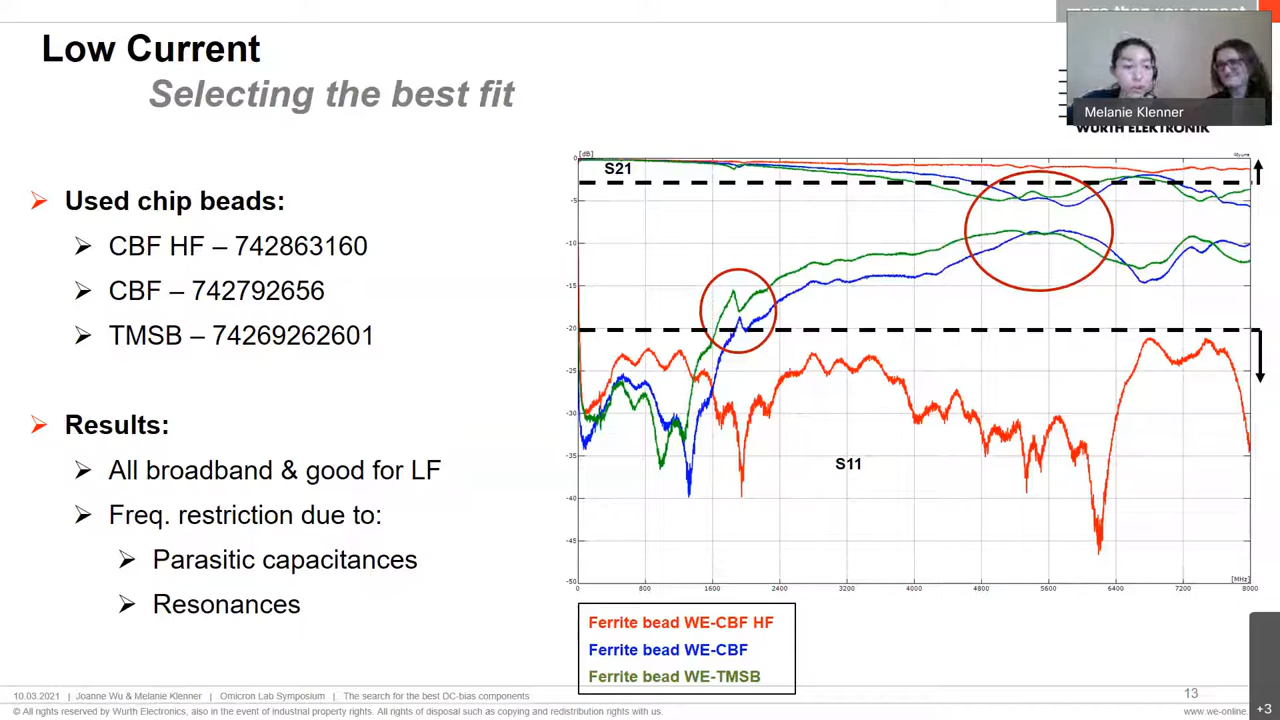 more than you expect
Low Current
Selecting the best fit
Melanie Klenner
WÜRTH ELEKTRONIK
Used chip beads:
CBF HF – 742863160
CBF – 742792656
TMSB – 74269262601
Results:
All broadband & good for LF
Freq. restriction due to:
Parasitic capacitances
Resonances
[dB]
S21
S11
0
-5
-10
-15
-20
-25
-30
-35
-40
-45
-50
[MHz]
0 800 1600 2400 3200 4000 4800 5600 6400 7200 8000
Ferrite bead WE-CBF HF
Ferrite bead WE-CBF
Ferrite bead WE-TMSB
10.03.2021 | Joanne Wu & Melanie Klenner | Omicron Lab Symposium | The search for the best DC-bias components
13
© All rights reserved by Wurth Electronics, also in the event of industrial property rights. All rights of disposal such as copying and redistribution rights with us.
www.we-online.
+3